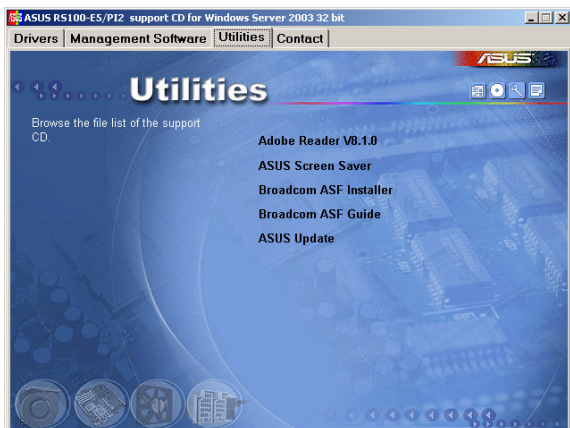 ASUS RS100-E5/PI2 support CD for Windows Server 2003 32 bit
Drivers Management Software Utilities Contact
ASUS
Utilities
Browse the file list of the support
CD.
Adobe Reader V8.1.0
ASUS Screen Saver
Broadcom ASF Installer
Broadcom ASF Guide
ASUS Update